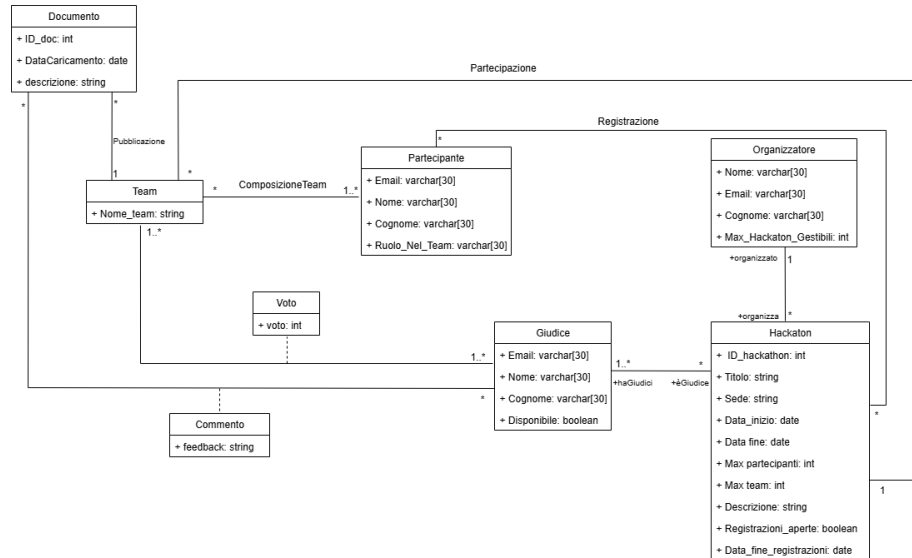 Documento
+ ID_doc: int
+ DataCaricamento: date
+ descrizione: string
*
*
Pubblicazione
1
*
Partecipazione
Registrazione
*
Team
+ Nome_team: string
1..*
*
ComposizioneTeam
1..*
Partecipante
+ Email: varchar[30]
+ Nome: varchar[30]
+ Cognome: varchar[30]
+ Ruolo_Nel_Team: varchar[30]
Organizzatore
+ Nome: varchar[30]
+ Email: varchar[30]
+ Cognome: varchar[30]
+ Max_Hackaton_Gestibili: int
+organizzato
1
+organizza
*
Voto
+ voto: int
1..*
*
Giudice
+ Email: varchar[30]
+ Nome: varchar[30]
+ Cognome: varchar[30]
+ Disponibile: boolean
1..*
+haGiudici
*
+èGiudice
Commento
+ feedback: string
Hackaton
+ ID_hackathon: int
+ Titolo: string
+ Sede: string
+ Data_inizio: date
+ Data fine: date
+ Max partecipanti: int
+ Max team: int
+ Descrizione: string
+ Registrazioni_aperte: boolean
+ Data_fine_registrazioni: date
*
1